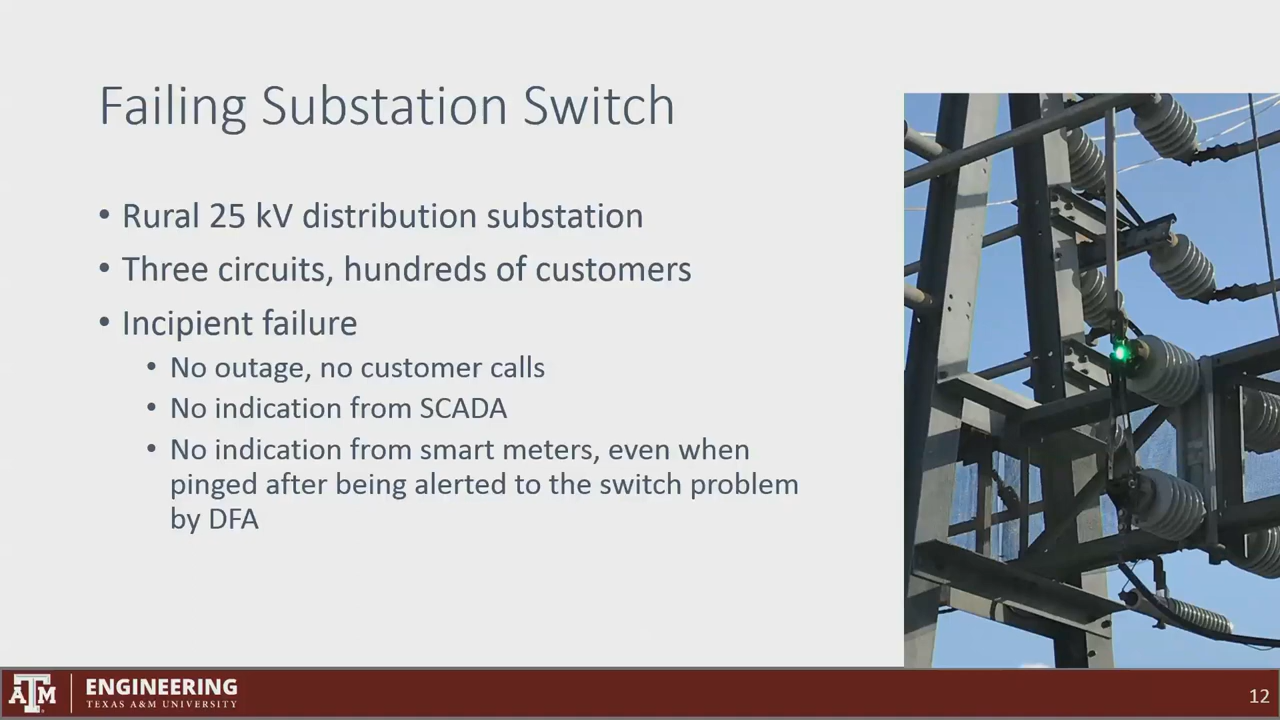 Failing Substation Switch
• Rural 25 kV distribution substation
• Three circuits, hundreds of customers
• Incipient failure
• No outage, no customer calls
• No indication from SCADA
• No indication from smart meters, even when
pinged after being alerted to the switch problem
by DFA
ATM
ENGINEERING
TEXAS A&M UNIVERSITY
12